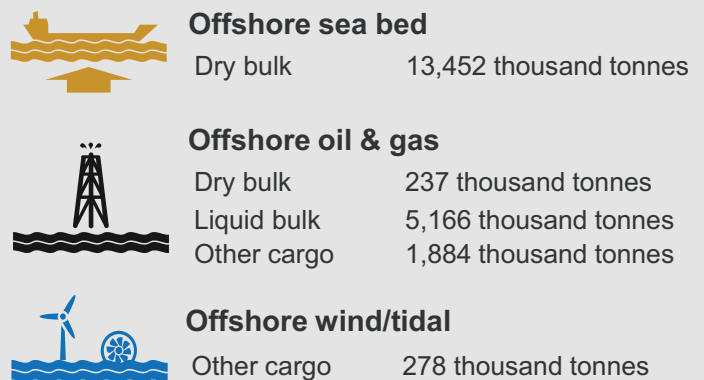 Offshore sea bed
Dry bulk 13,452 thousand tonnes
Offshore oil & gas
Dry bulk 237 thousand tonnes
Liquid bulk 5,166 thousand tonnes
Other cargo 1,884 thousand tonnes
Offshore wind/tidal
Other cargo 278 thousand tonnes